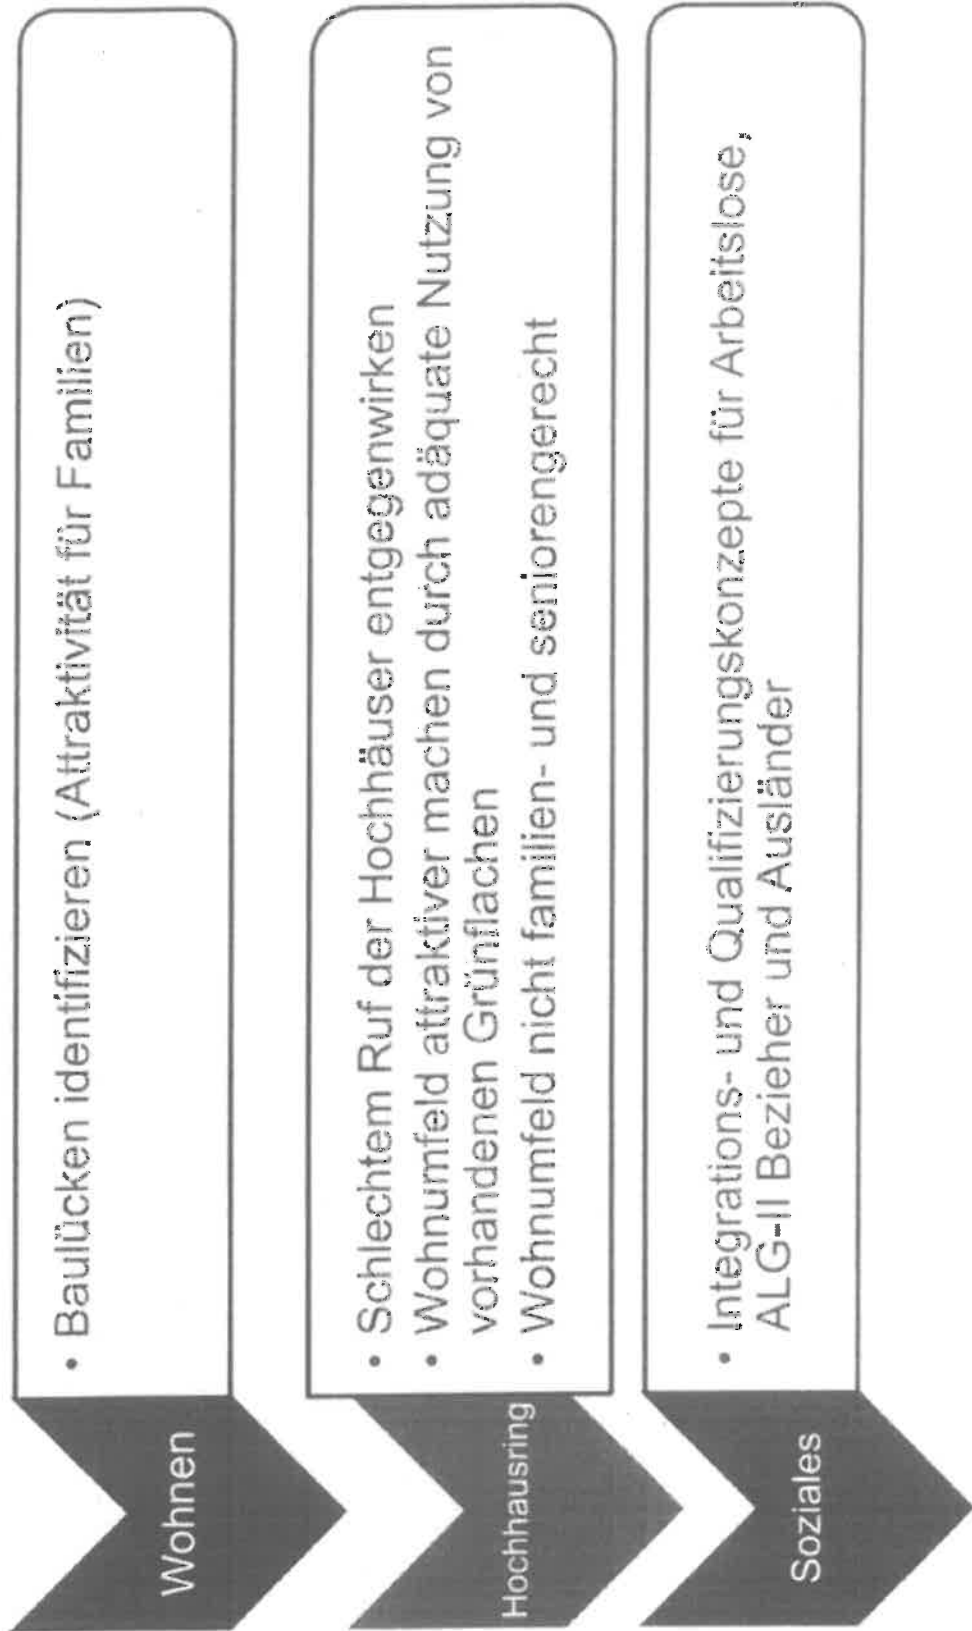 Wohnen
• Baulücken identifizieren (Attraktivität für Familien)
Hochhausring
• Schlechtem Ruf der Hochhäuser entgegenwirken
• Wohnumfeld attraktiver machen durch adäquate Nutzung von
vorhandenen Grünflachen
• Wohnumfeld nicht familien- und seniorengerecht
Soziales
• Integrations- und Qualifizierungskonzepte für Arbeitslose,
ALG-II Bezieher und Ausländer